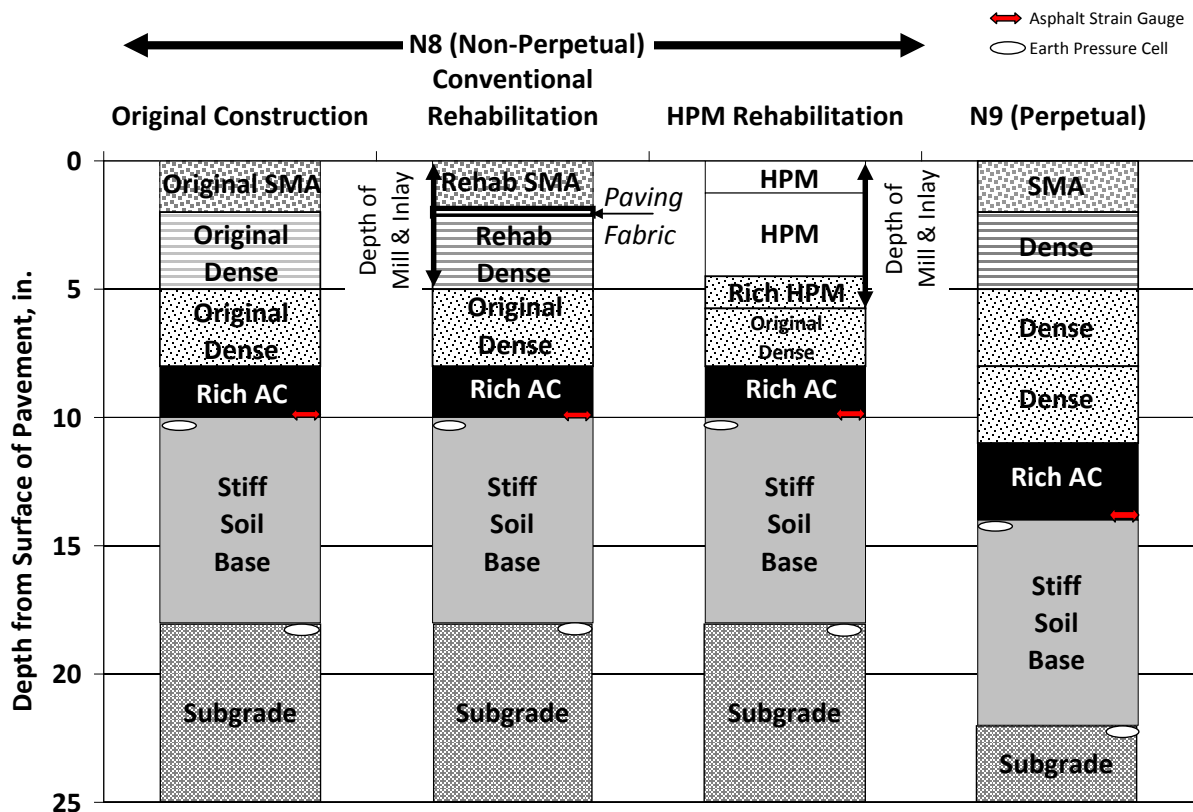 Asphalt Strain Gauge
Earth Pressure Cell
N8 (Non-Perpetual)
Original Construction
Conventional
Rehabilitation
HPM Rehabilitation
N9 (Perpetual)
Depth from Surface of Pavement, in.
0
5
10
15
20
25
Original SMA
Original
Dense
Original
Dense
Rich AC
Stiff
Soil
Base
Subgrade
Depth of
Mill & Inlay
Rehab SMA
Rehab
Dense
Original
Dense
Rich AC
Stiff
Soil
Base
Subgrade
Paving
Fabric
HPM
HPM
Rich HPM
Original
Dense
Rich AC
Stiff
Soil
Base
Subgrade
Depth of
Mill & Inlay
SMA
Dense
Dense
Dense
Rich AC
Stiff
Soil
Base
Subgrade